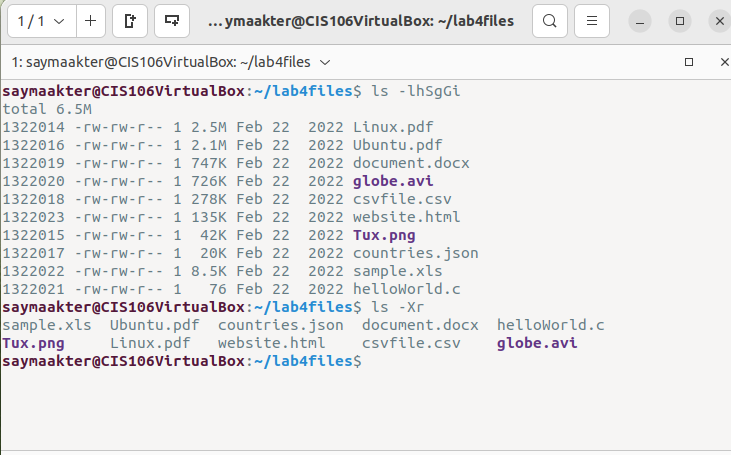 1 / 1
...ymaakter@CIS106VirtualBox: ~/lab4files
1: saymaakter@CIS106VirtualBox: ~/lab4files
saymaakter@CIS106VirtualBox:~/lab4files$ ls -lhSgGi
total 6.5M
1322014 -rw-rw-r-- 1 2.5M Feb 22  2022 Linux.pdf
1322016 -rw-rw-r-- 1 2.1M Feb 22  2022 Ubuntu.pdf
1322019 -rw-rw-r-- 1 747K Feb 22  2022 document.docx
1322020 -rw-rw-r-- 1 726K Feb 22  2022 globe.avi
1322018 -rw-rw-r-- 1 278K Feb 22  2022 csvfile.csv
1322023 -rw-rw-r-- 1 135K Feb 22  2022 website.html
1322015 -rw-rw-r-- 1  42K Feb 22  2022 Tux.png
1322017 -rw-rw-r-- 1  20K Feb 22  2022 countries.json
1322022 -rw-rw-r-- 1 8.5K Feb 22  2022 sample.xls
1322021 -rw-rw-r-- 1   76 Feb 22  2022 helloWorld.c
saymaakter@CIS106VirtualBox:~/lab4files$ ls -Xr
sample.xls  Ubuntu.pdf  countries.json  document.docx  helloWorld.c
Tux.png     Linux.pdf   website.html    csvfile.csv    globe.avi
saymaakter@CIS106VirtualBox:~/lab4files$